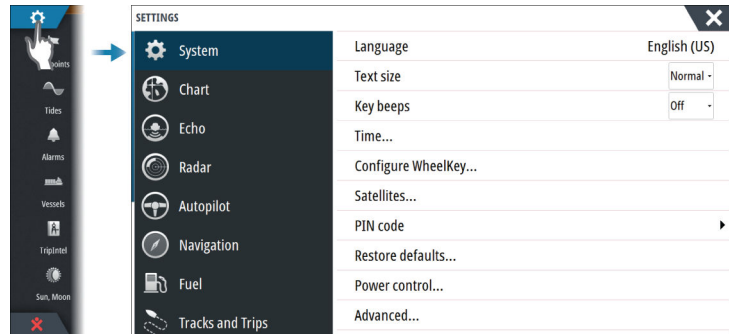 points
Tides
Alarms
Vessels
TripIntel
Sun, Moon
SETTINGS
System
Chart
Echo
Radar
Autopilot
Navigation
Fuel
Tracks and Trips
Language English (US)
Text size Normal
Key beeps Off
Time...
Configure WheelKey...
Satellites...
PIN code
Restore defaults...
Power control...
Advanced...